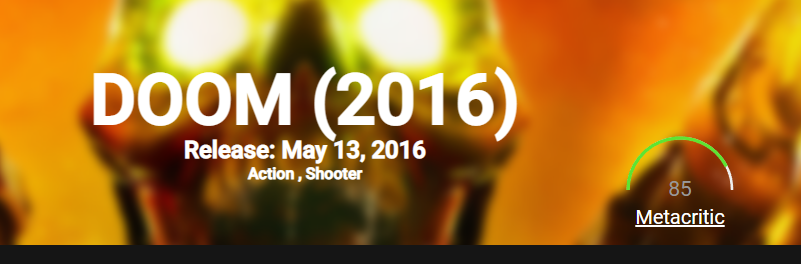 DOOM (2016)
Release: May 13, 2016
Action , Shooter
85
Metacritic